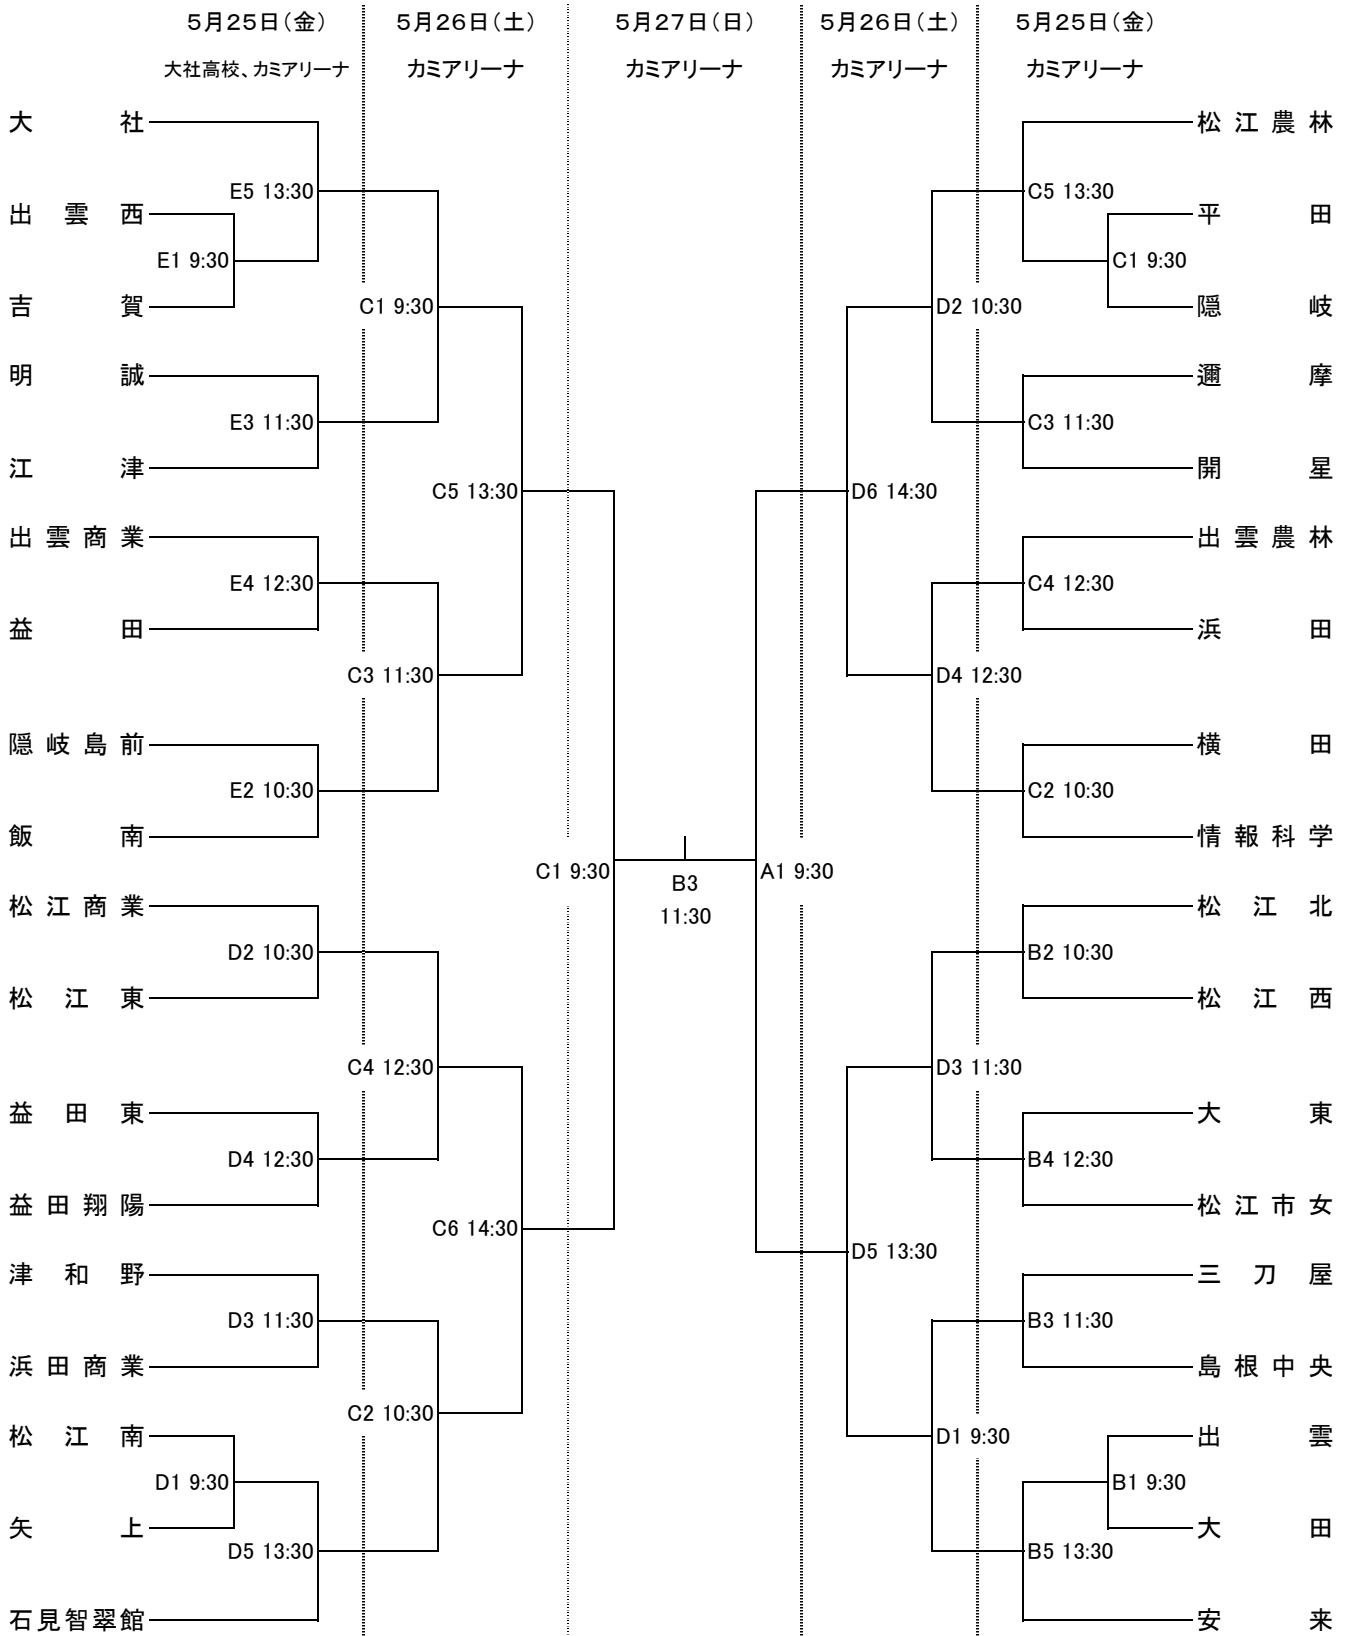 ５月２５日（金） ５月２６日（土） ５月２７日（日） ５月２６日（土） ５月２５日（金）
大社高校、カミアリーナ カミアリーナ カミアリーナ カミアリーナ カミアリーナ
大社 松江農林
E5 13:30 C5 13:30
出雲西 平田
E1 9:30 C1 9:30
吉賀 C1 9:30 D2 10:30 隠岐
明誠 邇摩
E3 11:30 C3 11:30
江津 開星
C5 13:30 D6 14:30
出雲商業 出雲農林
E4 12:30 C4 12:30
益田 浜田
C3 11:30 D4 12:30
隠岐島前 横田
E2 10:30 C2 10:30
飯南 情報科学
C1 9:30 A1 9:30
B3
11:30
松江商業 松江北
D2 10:30 B2 10:30
松江東 松江西
C4 12:30 D3 11:30
益田東 大東
D4 12:30 B4 12:30
益田翔陽 松江市女
C6 14:30 D5 13:30
津和野 三刀屋
D3 11:30 B3 11:30
浜田商業 島根中央
C2 10:30 D1 9:30
松江南 出雲
D1 9:30 B1 9:30
矢上 大田
D5 13:30 B5 13:30
石見智翠館 安来